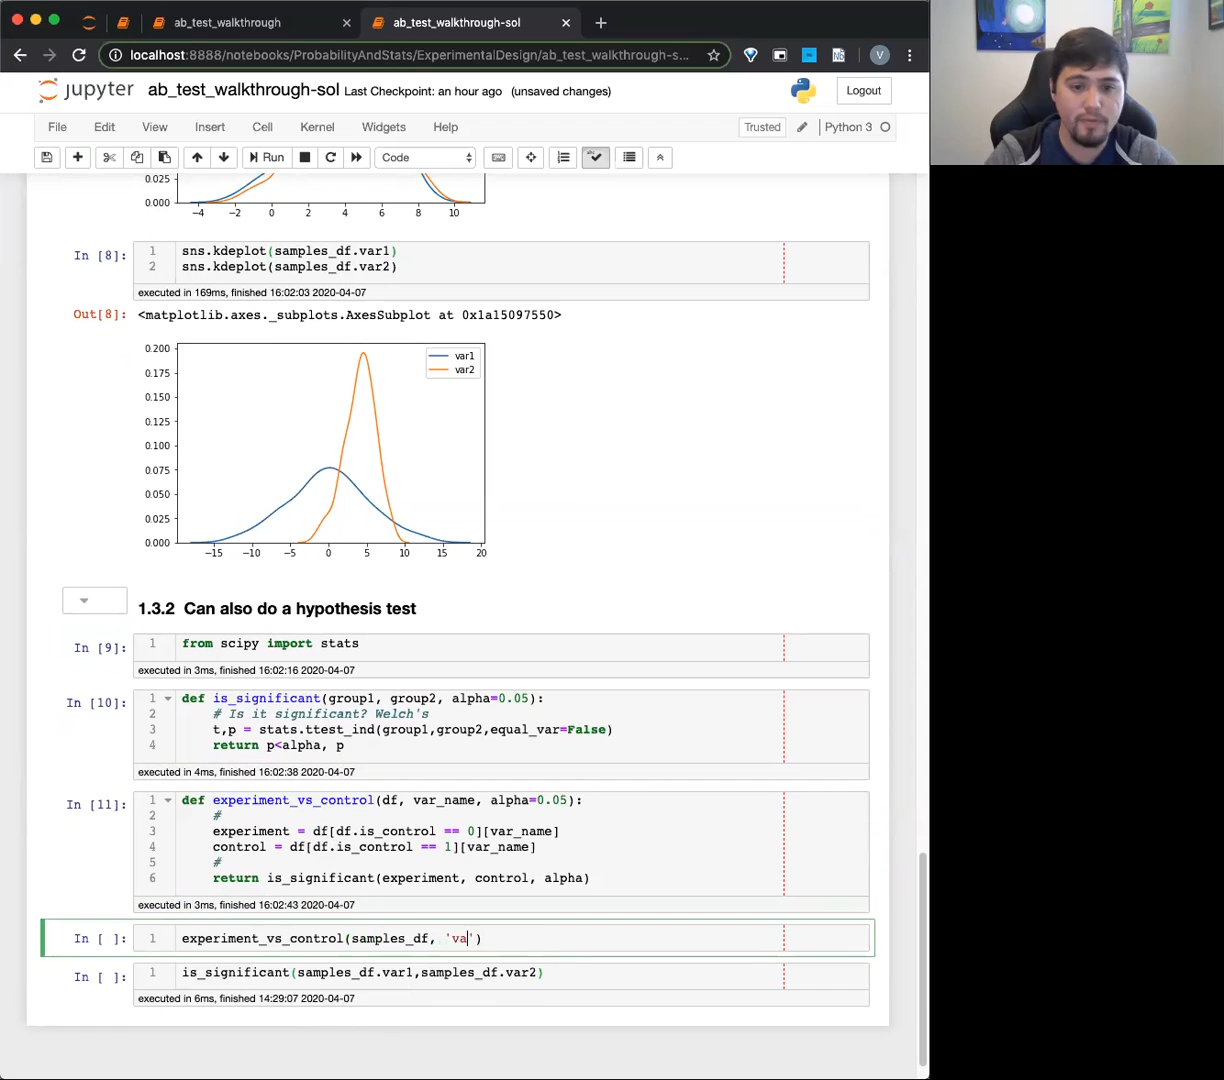 ab_test_walkthrough
ab_test_walkthrough-sol
localhost:8888/notebooks/ProbabilityAndStats/ExperimentalDesign/ab_test_walkthrough-s...
V
jupyter ab_test_walkthrough-sol Last Checkpoint: an hour ago (unsaved changes)
Logout
File Edit View Insert Cell Kernel Widgets Help
Trusted Python 3
Run Code
0.025
0.000
-4 -2 0 2 4 6 8 10
In [8]:
1 sns.kdeplot(samples_df.var1)
2 sns.kdeplot(samples_df.var2)
executed in 169ms, finished 16:02:03 2020-04-07
Out[8]: <matplotlib.axes._subplots.AxesSubplot at 0x1a15097550>
0.200
0.175
0.150
0.125
0.100
0.075
0.050
0.025
0.000
var1
var2
−15 −10 −5 0 5 10 15 20
1.3.2 Can also do a hypothesis test
In [9]:
1 from scipy import stats
executed in 3ms, finished 16:02:16 2020-04-07
In [10]:
1 def is_significant(group1, group2, alpha=0.05):
2 # Is it significant? Welch's
3 t,p = stats.ttest_ind(group1,group2,equal_var=False)
4 return p<alpha, p
executed in 4ms, finished 16:02:38 2020-04-07
In [11]:
1 def experiment_vs_control(df, var_name, alpha=0.05):
2 #
3 experiment = df[df.is_control == 0][var_name]
4 control = df[df.is_control == 1][var_name]
5 #
6 return is_significant(experiment, control, alpha)
executed in 3ms, finished 16:02:43 2020-04-07
In [ ]:
1 experiment_vs_control(samples_df, 'va')
In [ ]:
1 is_significant(samples_df.var1,samples_df.var2)
executed in 6ms, finished 14:29:07 2020-04-07